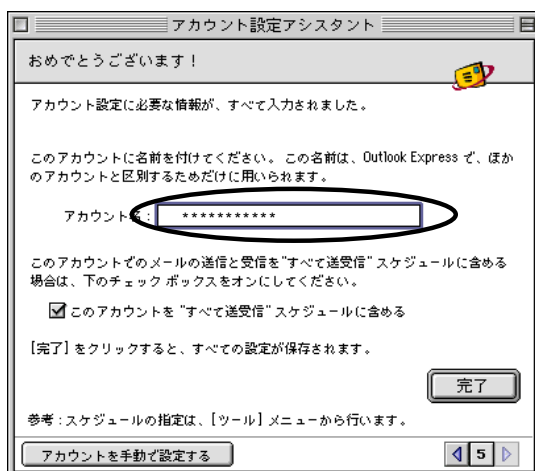 アカウント設定アシスタント
おめでとうございます！
アカウント設定に必要な情報が、すべて入力されました。
このアカウントに名前を付けてください。この名前は、Outlook Express で、ほか
のアカウントと区別するためだけに用いられます。
アカウント名： ***********
このアカウントでのメールの送信と受信を"すべて送受信" スケジュールに含める
場合は、下のチェック ボックスをオンにしてください。
このアカウントを "すべて送受信" スケジュールに含める
[完了] をクリックすると、すべての設定が保存されます。
完了
参考：スケジュールの指定は、[ツール] メニューから行います。
アカウントを手動で設定する 5